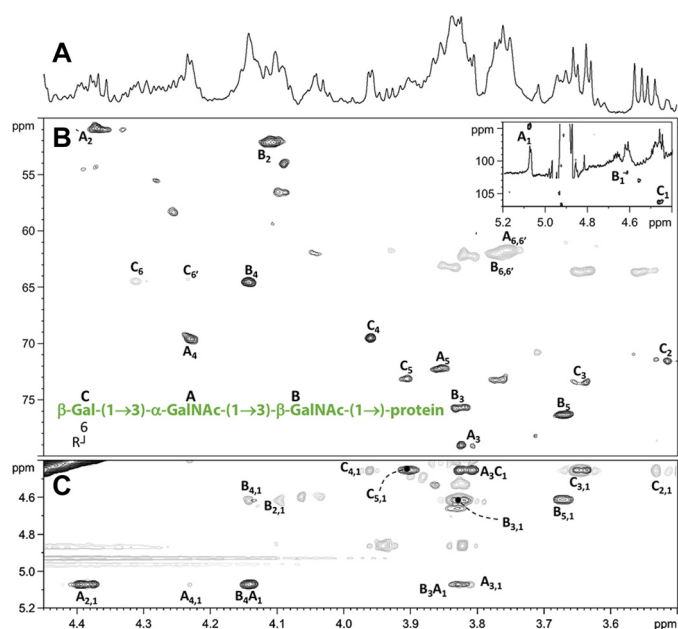 A
ppm
B
A2
B2
55
60
65
70
75
C6
C6′
B4
A4
C4
C5
A5
A6,6′
B6,6′
C3
C2
B3
B5
A3
ppm
100
105
A1
B1
C1
5.2 5.0 4.8 4.6 ppm
C A B
β-Gal-(1→3)-α-GalNAc-(1→3)-β-GalNAc-(1→)-protein
6
R┘
ppm
C
4.6
4.8
5.0
5.2
B4,1
B2,1
C4,1
C5,1
A3C1
B3,1
C3,1
B5,1
C2,1
A2,1
A4,1
B4A1
B3A1
A3,1
4.4 4.3 4.2 4.1 4.0 3.9 3.8 3.7 3.6 ppm